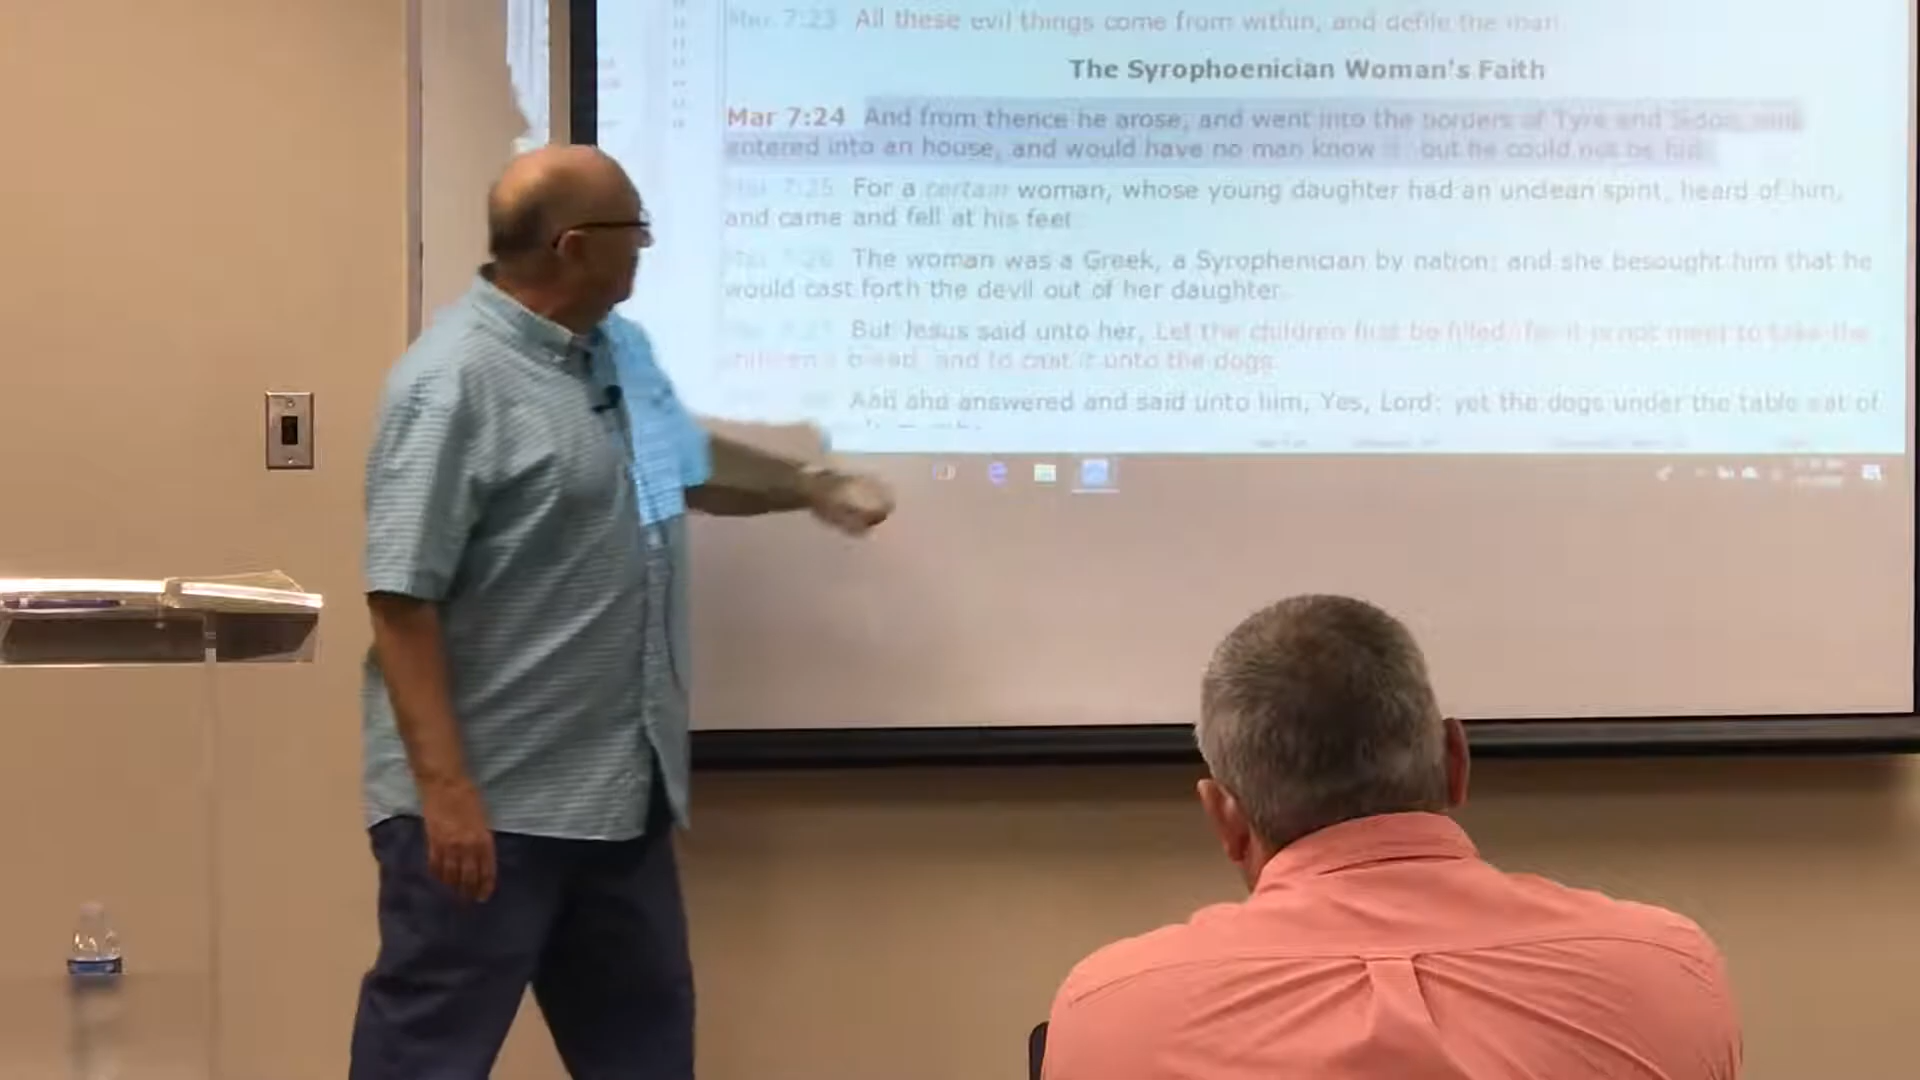 Mar 7:23 All these evil things come from within, and defile the man.
The Syrophoenician Woman's Faith
Mar 7:24 And from thence he arose, and went into the borders of Tyre and Sidon, and
entered into an house, and would have no man know it: but he could not be hid.
Mar 7:25 For a certain woman, whose young daughter had an unclean spirit, heard of him,
and came and fell at his feet:
Mar 7:26 The woman was a Greek, a Syrophenician by nation; and she besought him that he
would cast forth the devil out of her daughter.
But Jesus said unto her, Let the children first be filled: for it is not meet to take the
children's bread, and to cast it unto the dogs.
And she answered and said unto him, Yes, Lord: yet the dogs under the table eat of